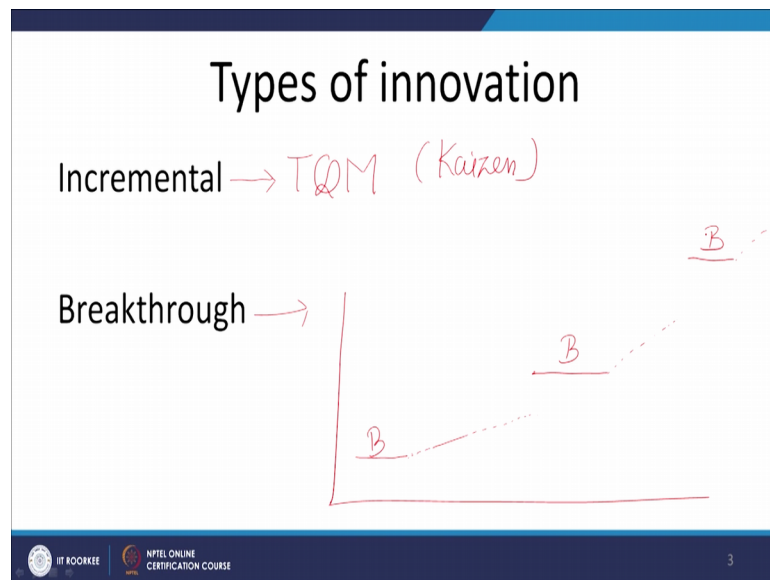 Types of innovation
Incremental → TQM (Kaizen)
B
Breakthrough →
B
B
IIT ROORKEE
NPTEL ONLINE
CERTIFICATION COURSE
3